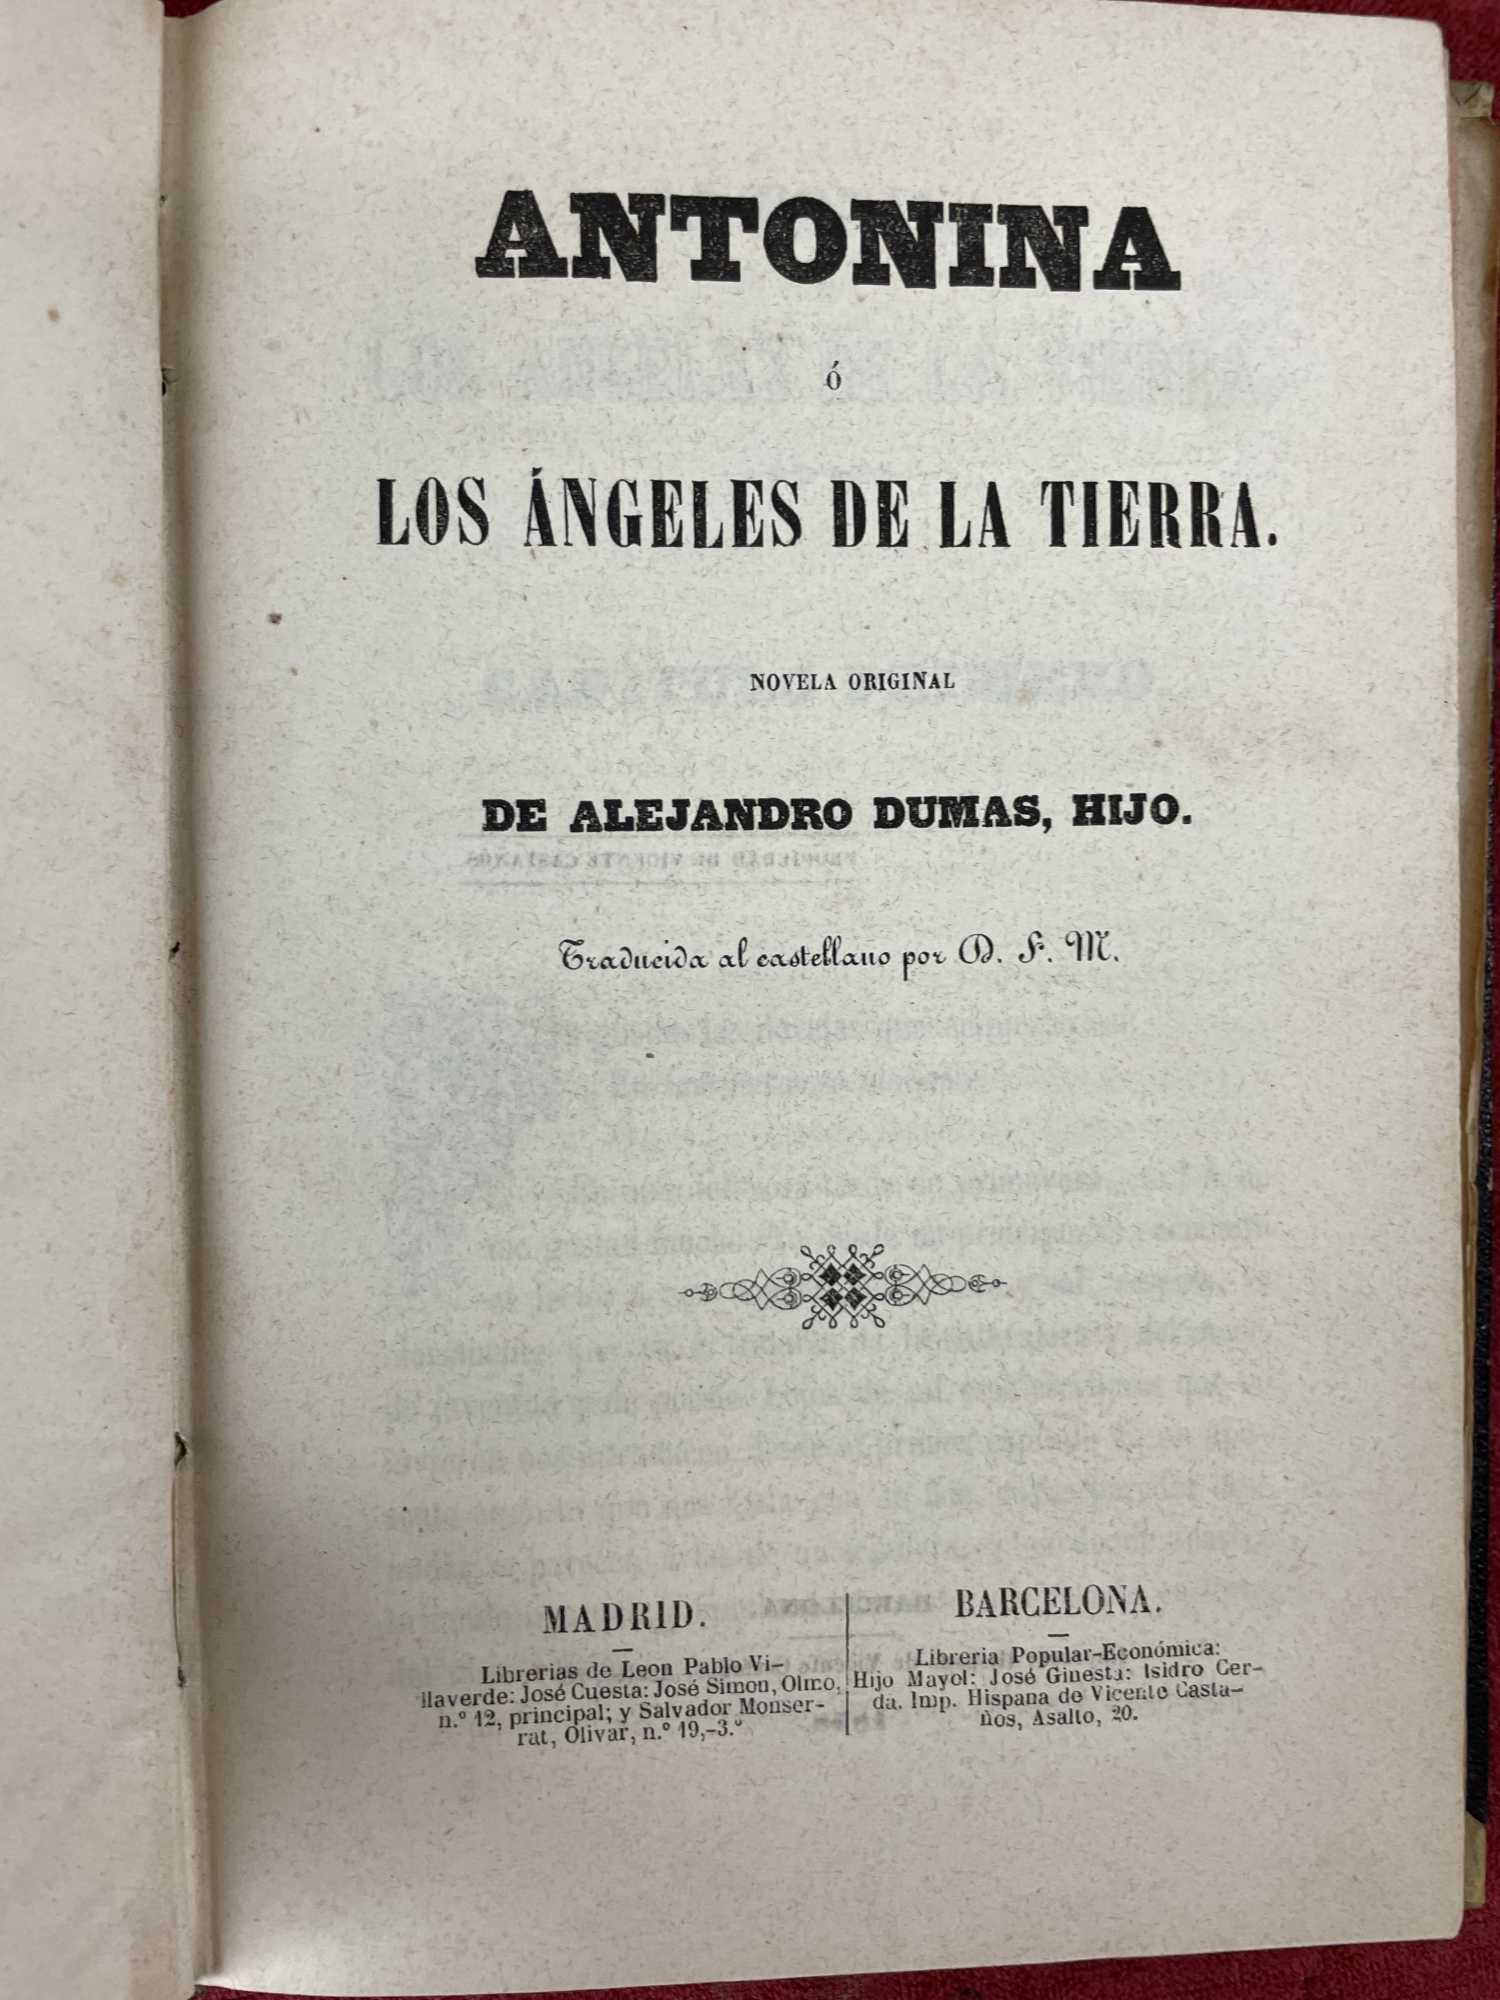 ANTONINA
ó
LOS ÁNGELES DE LA TIERRA.
NOVELA ORIGINAL
DE ALEJANDRO DUMAS, HIJO.
Traducida al castellano por D. F. M.
MADRID.
Librerias de Leon Pablo Vi-
llaverde: José Cuesta: José Simon, Olmo,
n.º 12, principal; y Salvador Monser-
rat, Olivar, n.º 19,-3.º
BARCELONA.
Libreria Popular-Económica:
Hijo Mayol: José Ginesta: Isidro Cer-
da. Imp. Hispana de Vicente Casta-
ños, Asalto, 20.